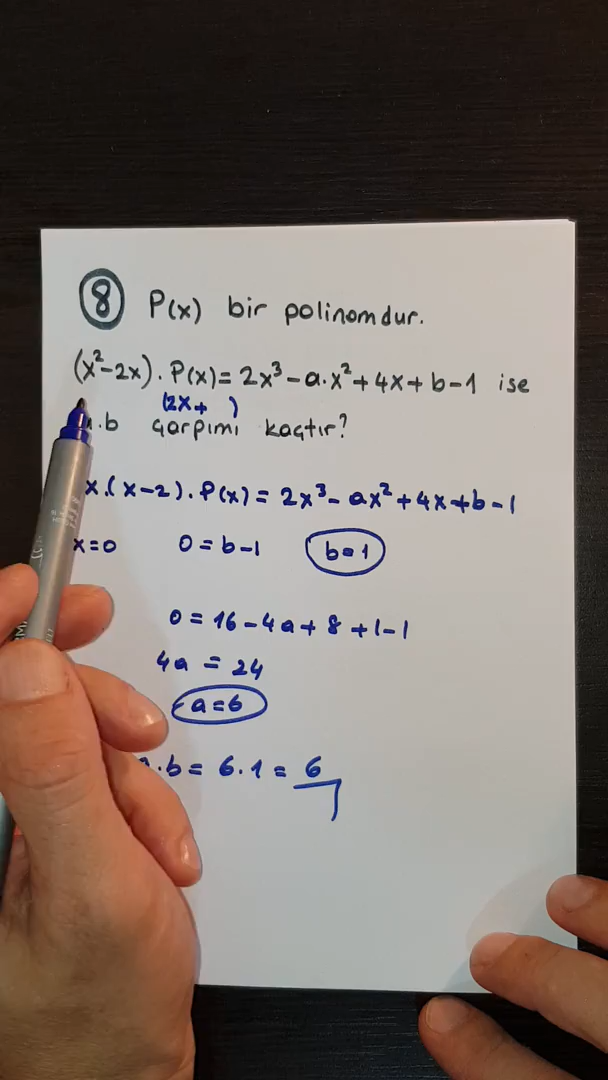 8 P(x) bir polinomdur.
(x²-2x). P(x)= 2x³-a.x²+4x+b-1 ise
(2x+ )
.b çarpımı kaçtır?
x.(x-2).P(x)= 2x³-ax²+4x+b-1
x=0 0=b-1 b=1
0=16-4a+8+1-1
4a = 24
a=6
.b= 6.1= 6